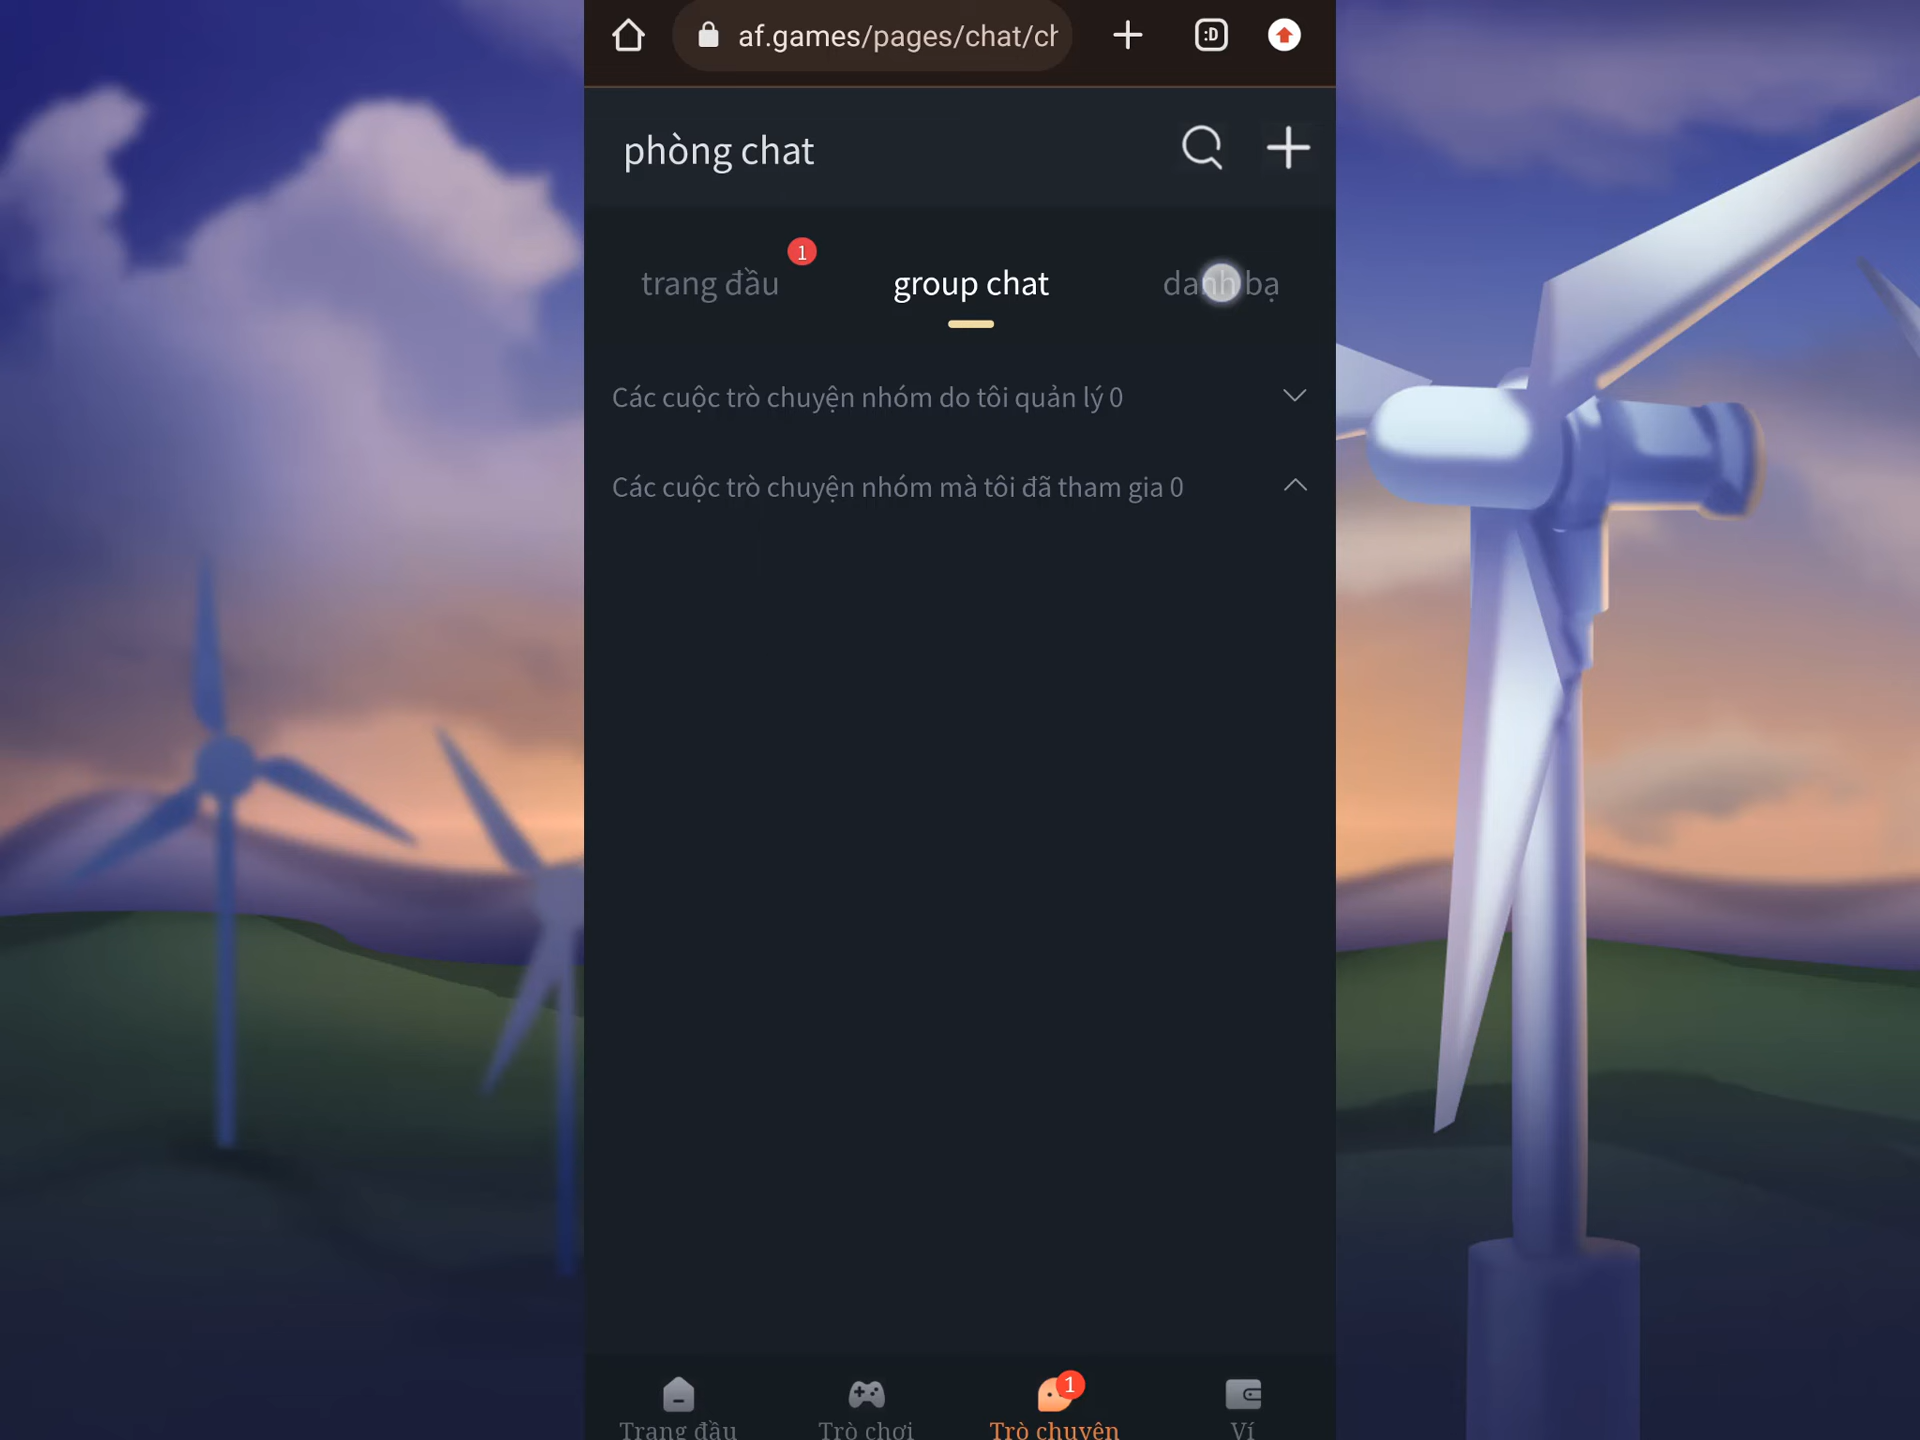 af.games/pages/chat/ch
:D
phòng chat
trang đầu
1
group chat
danh bạ
Các cuộc trò chuyện nhóm do tôi quản lý 0
Các cuộc trò chuyện nhóm mà tôi đã tham gia 0
1
Trang đầu
Trò chơi
Trò chuyện
Ví